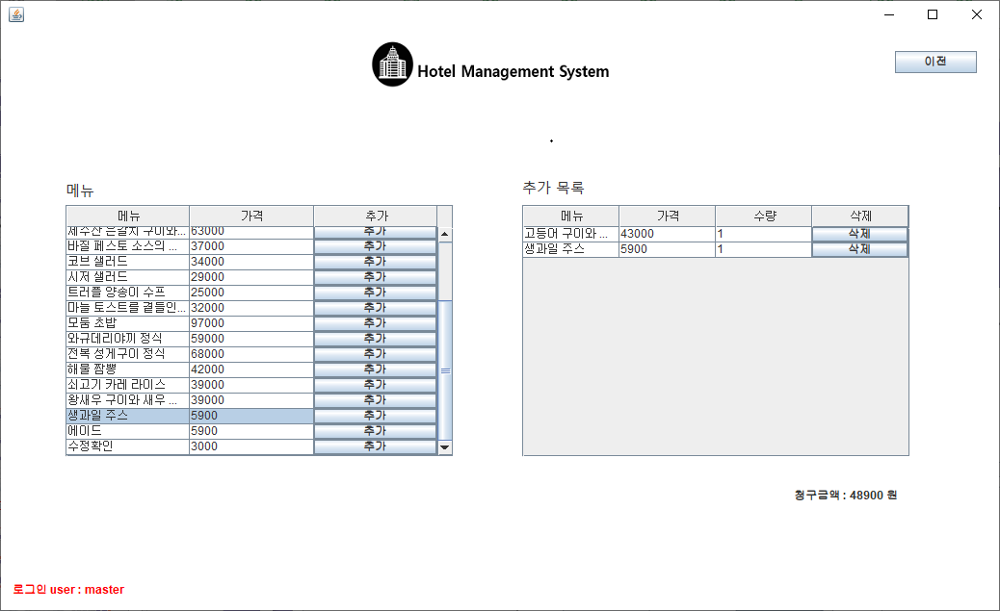 Hotel Management System
이전
메뉴
메뉴 가격 추가
제주산 은갈치 구이와... 63000 추가
바질 페스토 소스의 ... 37000 추가
코브 샐러드 34000 추가
시저 샐러드 29000 추가
트러플 양송이 수프 25000 추가
마늘 토스트를 곁들인... 32000 추가
모둠 초밥 97000 추가
와규데리야끼 정식 59000 추가
전복 성게구이 정식 68000 추가
해물 짬뽕 42000 추가
쇠고기 카레 라이스 39000 추가
왕새우 구이와 새우 ... 39000 추가
생과일 주스 5900 추가
에이드 5900 추가
수정확인 3000 추가
추가 목록
메뉴 가격 수량 삭제
고등어 구이와 ... 43000 1 삭제
생과일 주스 5900 1 삭제
청구금액 : 48900 원
로그인 user : master